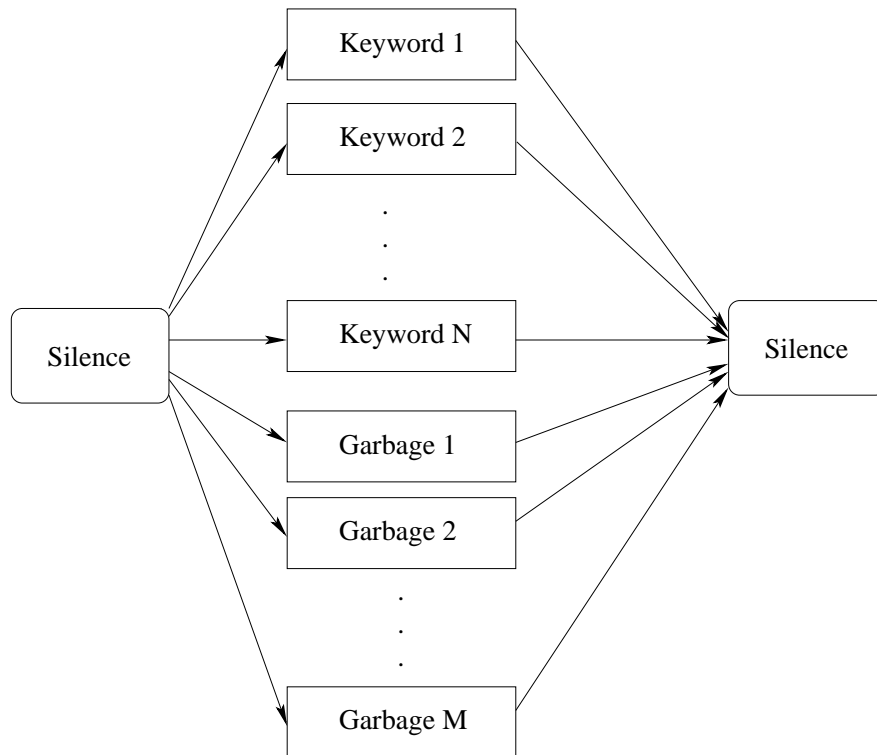 Keyword 1
Keyword 2
.
.
.
Silence
Keyword N
Silence
Garbage 1
Garbage 2
.
.
.
Garbage M